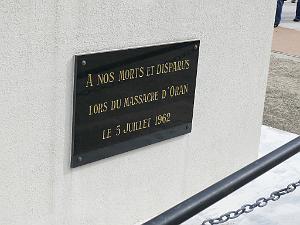 A NOS MORTS ET DISPARUS
LORS DU MASSACRE D'ORAN
LE 5 JUILLET 1962